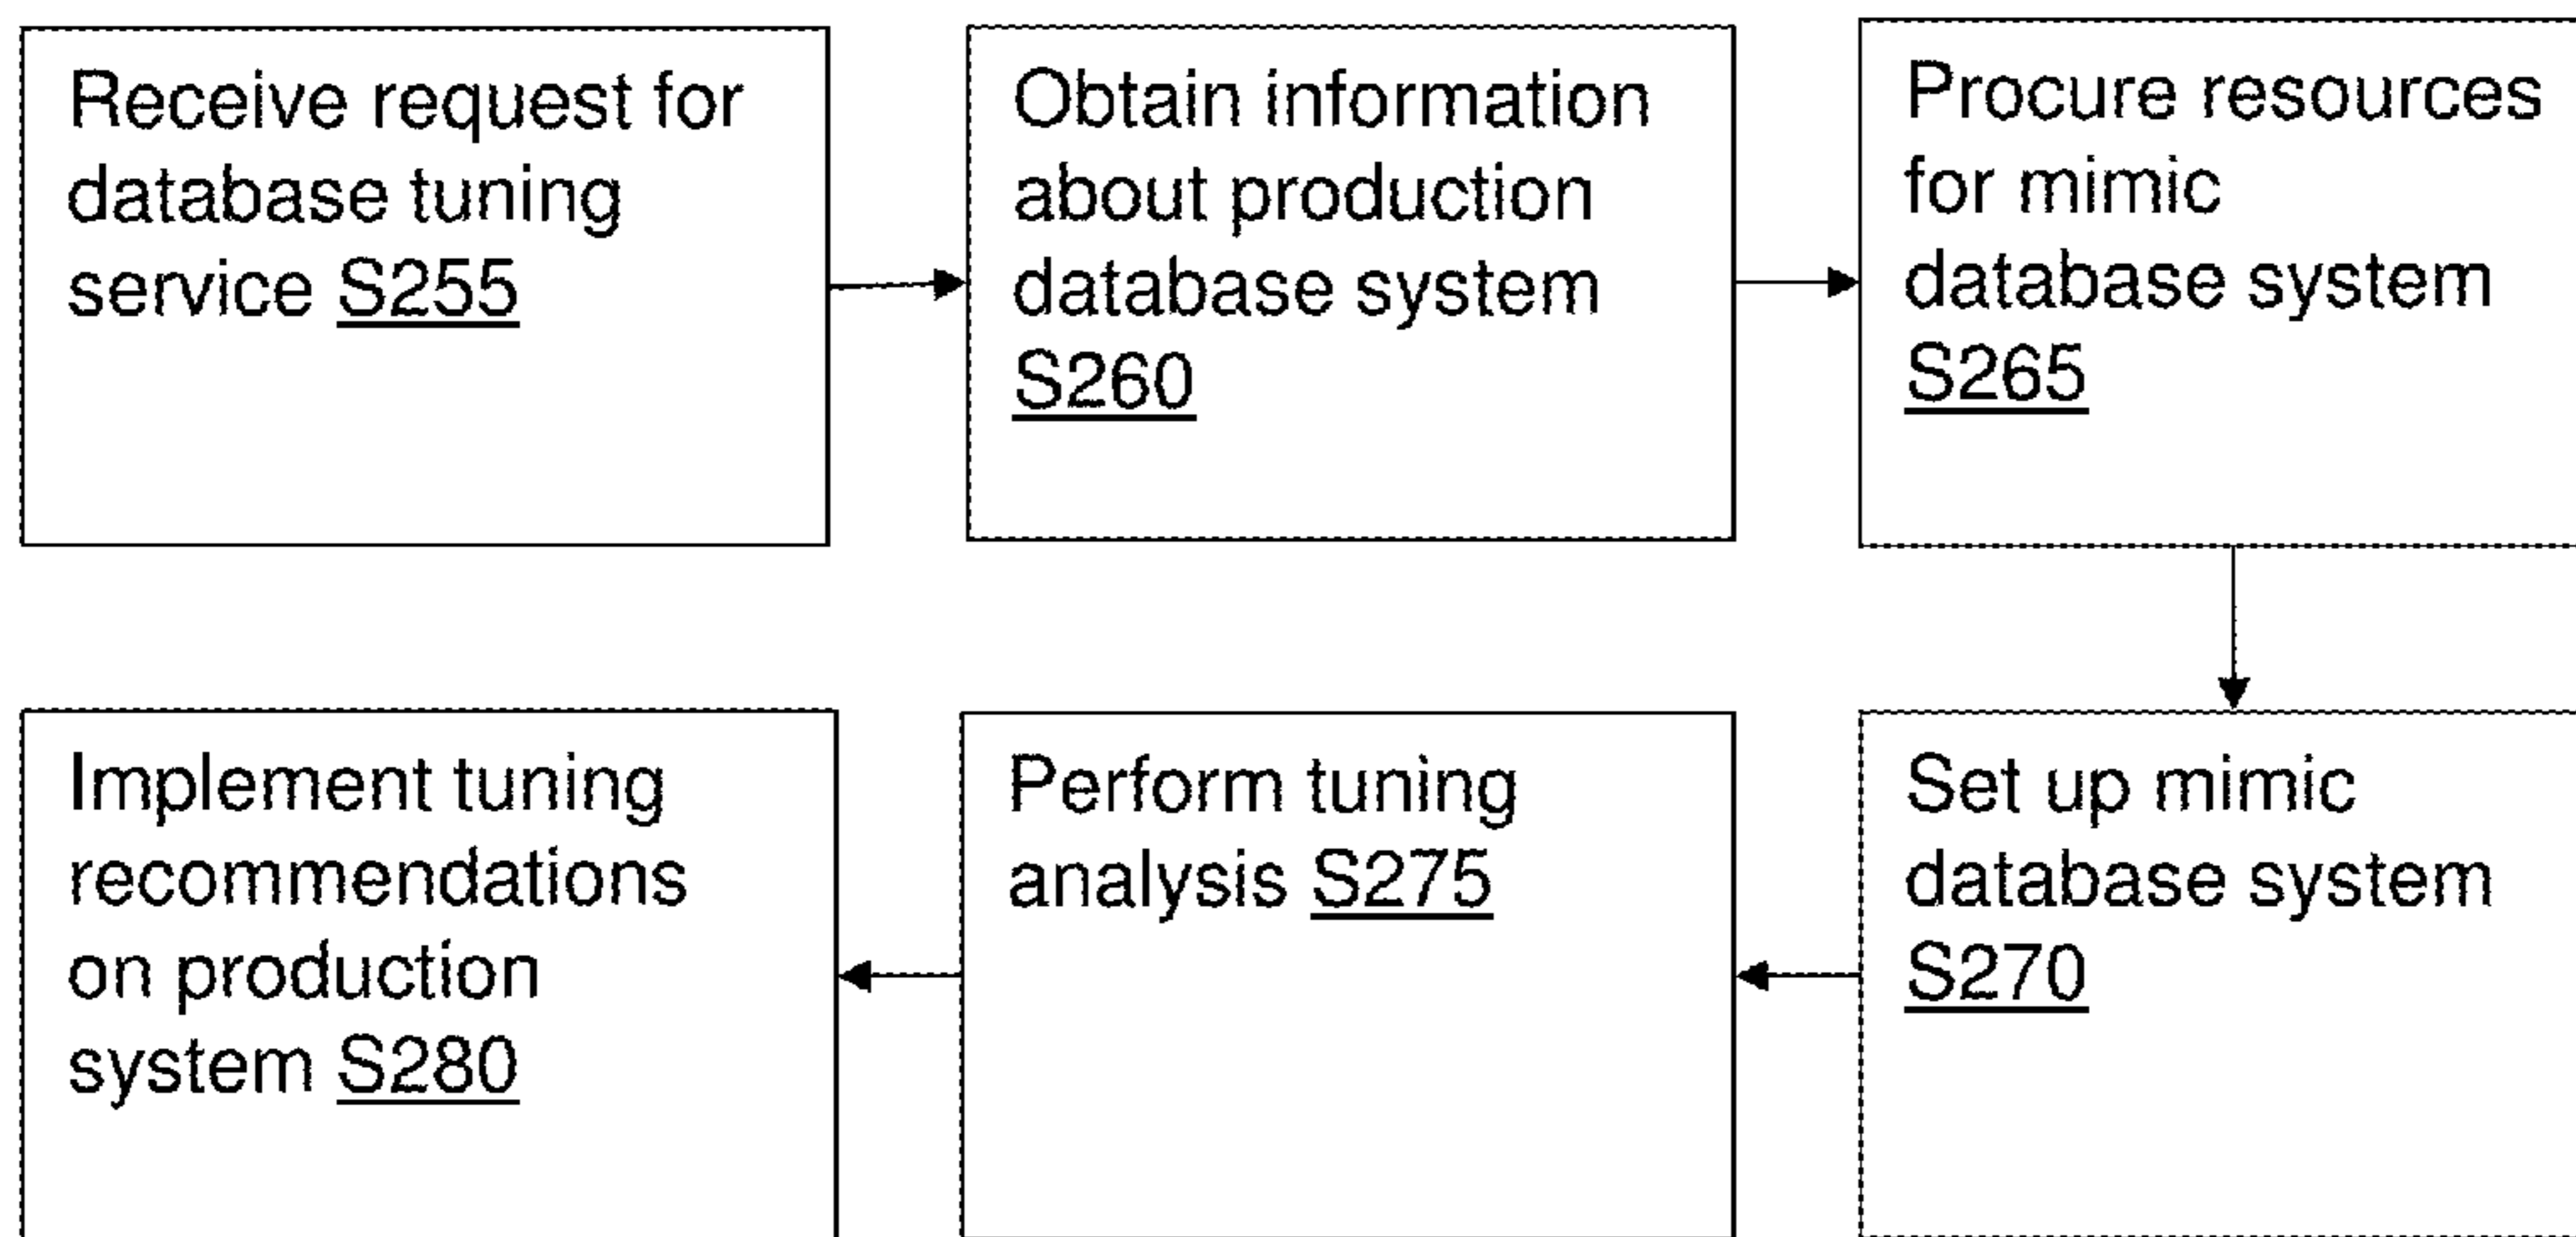 Receive request for
database tuning
service S255
Obtain information
about production
database system
S260
Procure resources
for mimic
database system
S265
Set up mimic
database system
S270
Perform tuning
analysis S275
Implement tuning
recommendations
on production
system S280